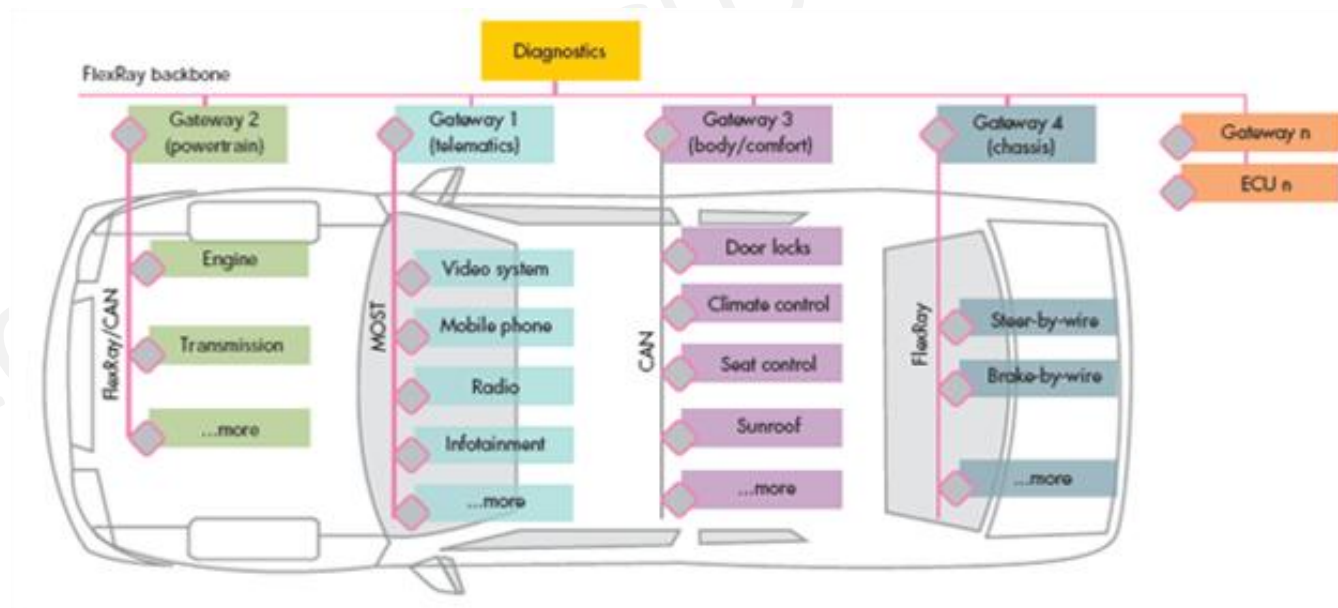 Diagnostics
FlexRay backbone
Gateway 2
(powertrain)
Gateway 1
(telematics)
Gateway 3
(body/comfort)
Gateway 4
(chassis)
Gateway n
ECU n
FlexRay/CAN
Engine
Transmission
...more
MOST
Video system
Mobile phone
Radio
Infotainment
...more
CAN
Door locks
Climate control
Seat control
Sunroof
...more
FlexRay
Steer-by-wire
Brake-by-wire
...more